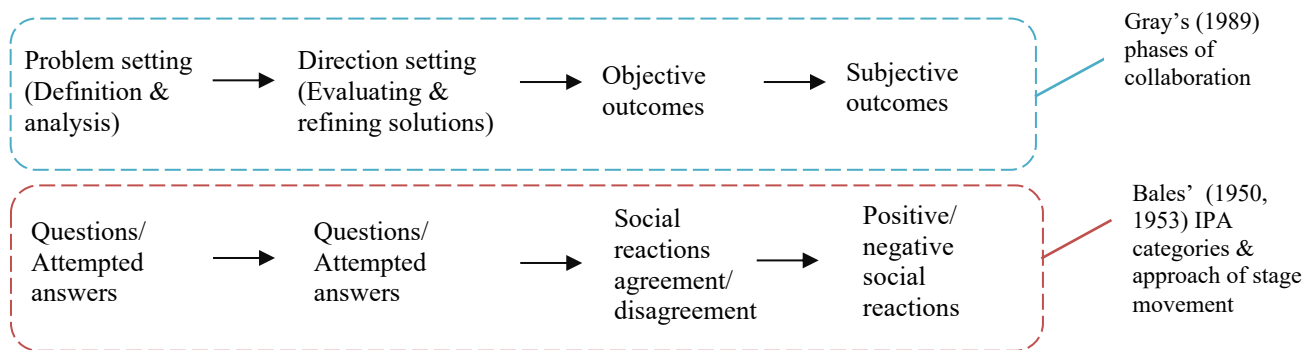 Problem setting
(Definition &
analysis)
Direction setting
(Evaluating &
refining solutions)
Objective
outcomes
Subjective
outcomes
Gray’s (1989)
phases of
collaboration
Questions/
Attempted
answers
Questions/
Attempted
answers
Social
reactions
agreement/
disagreement
Positive/
negative
social
reactions
Bales’ (1950,
1953) IPA
categories &
approach of stage
movement